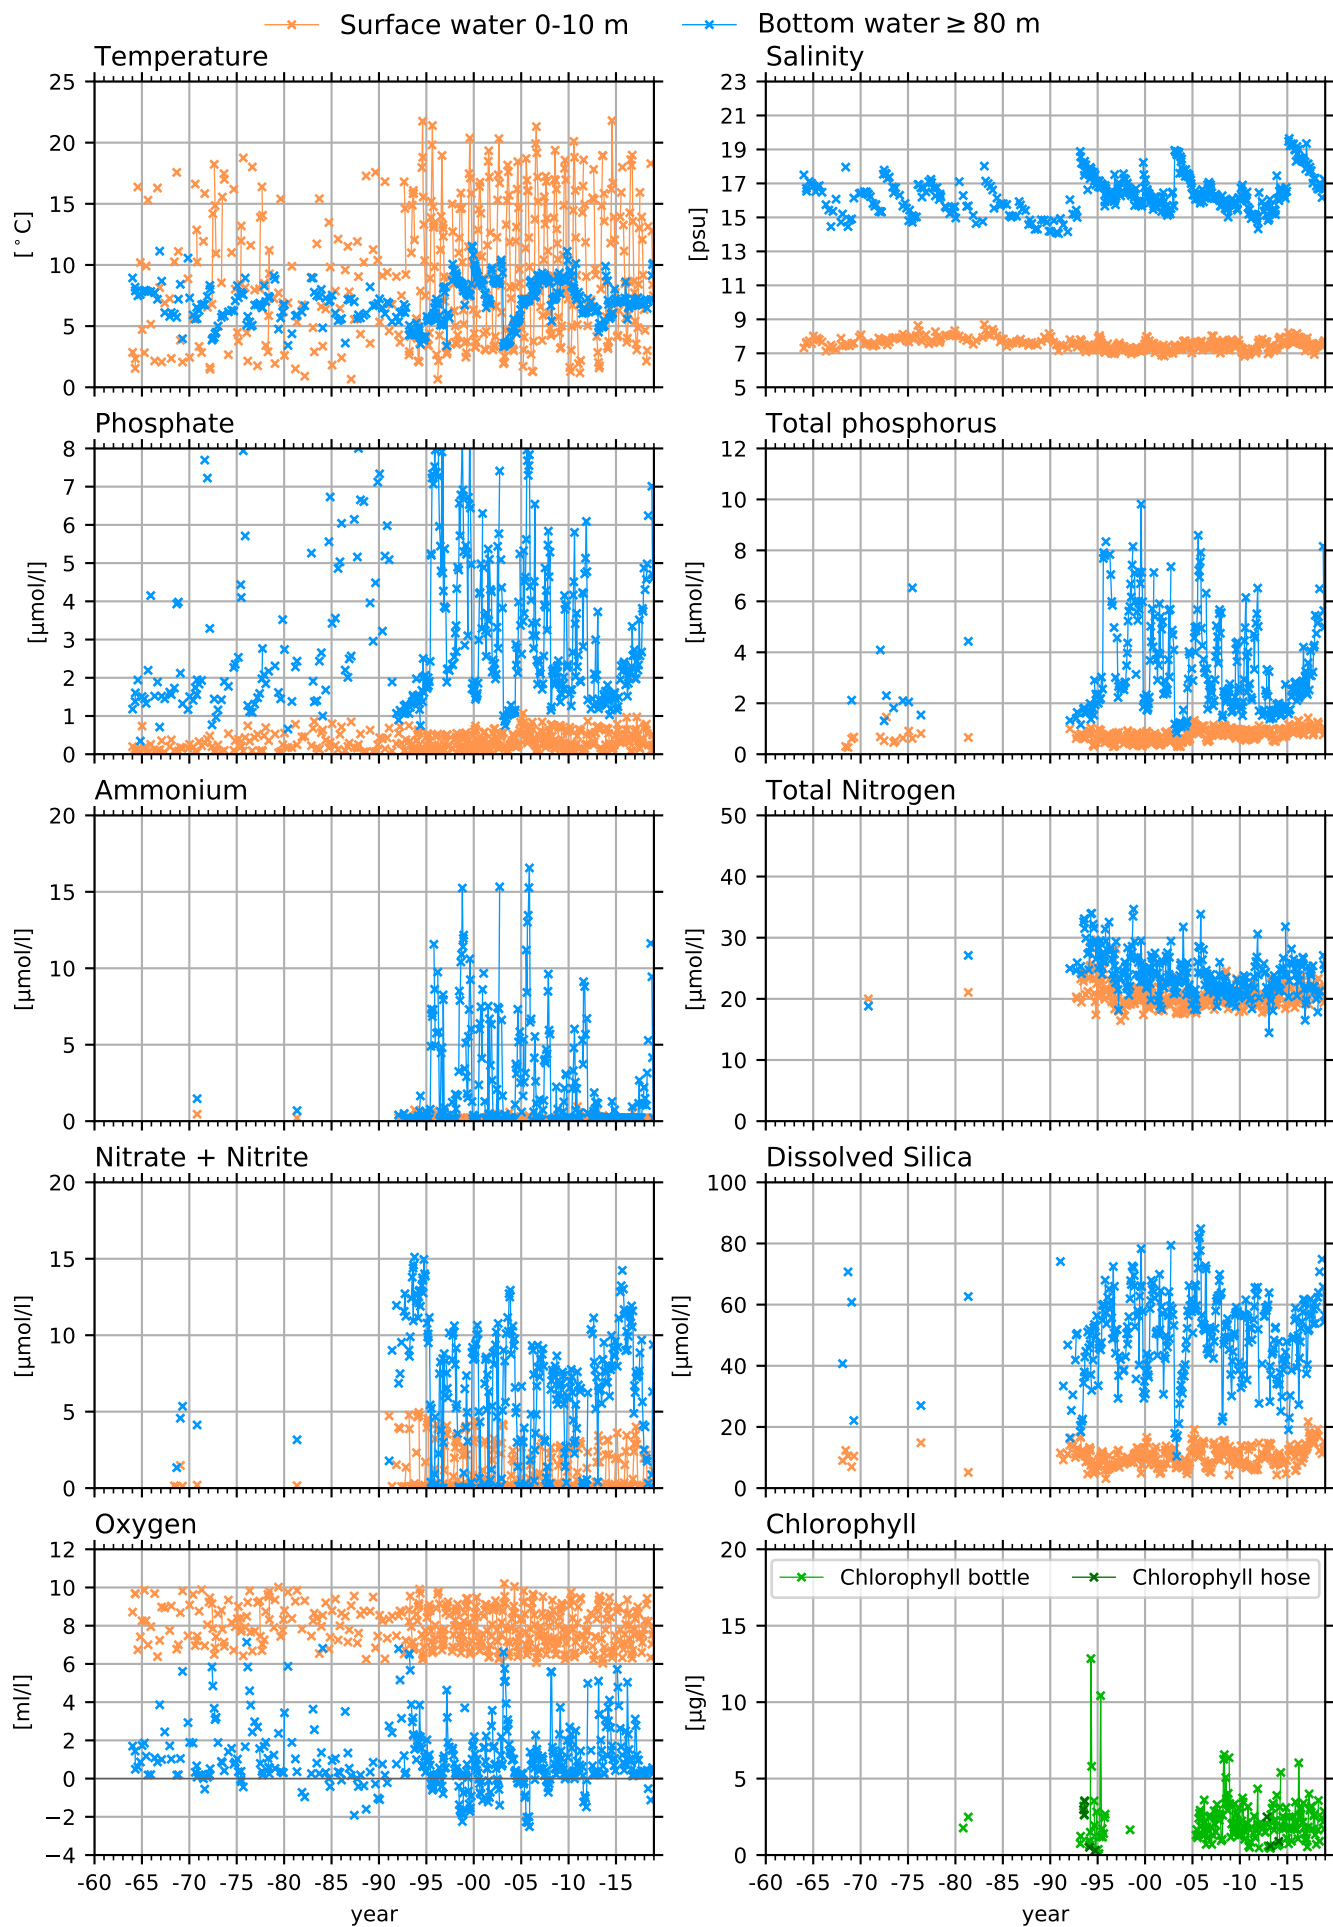 Surface water 0-10 m
Bottom water ≥ 80 m
Temperature
Salinity
25
20
15
10
5
0
[°C]
23
21
19
17
15
13
11
9
7
5
[psu]
Phosphate
Total phosphorus
8
7
6
5
4
3
2
1
0
[µmol/l]
12
10
8
6
4
2
0
[µmol/l]
Ammonium
Total Nitrogen
20
15
10
5
0
[µmol/l]
50
40
30
20
10
0
[µmol/l]
Nitrate + Nitrite
Dissolved Silica
20
15
10
5
0
[µmol/l]
100
80
60
40
20
0
[µmol/l]
Oxygen
Chlorophyll
12
10
8
6
4
2
0
−2
−4
[ml/l]
20
15
10
5
0
[µg/l]
Chlorophyll bottle
Chlorophyll hose
-60 -65 -70 -75 -80 -85 -90 -95 -00 -05 -10 -15
-60 -65 -70 -75 -80 -85 -90 -95 -00 -05 -10 -15
year
year